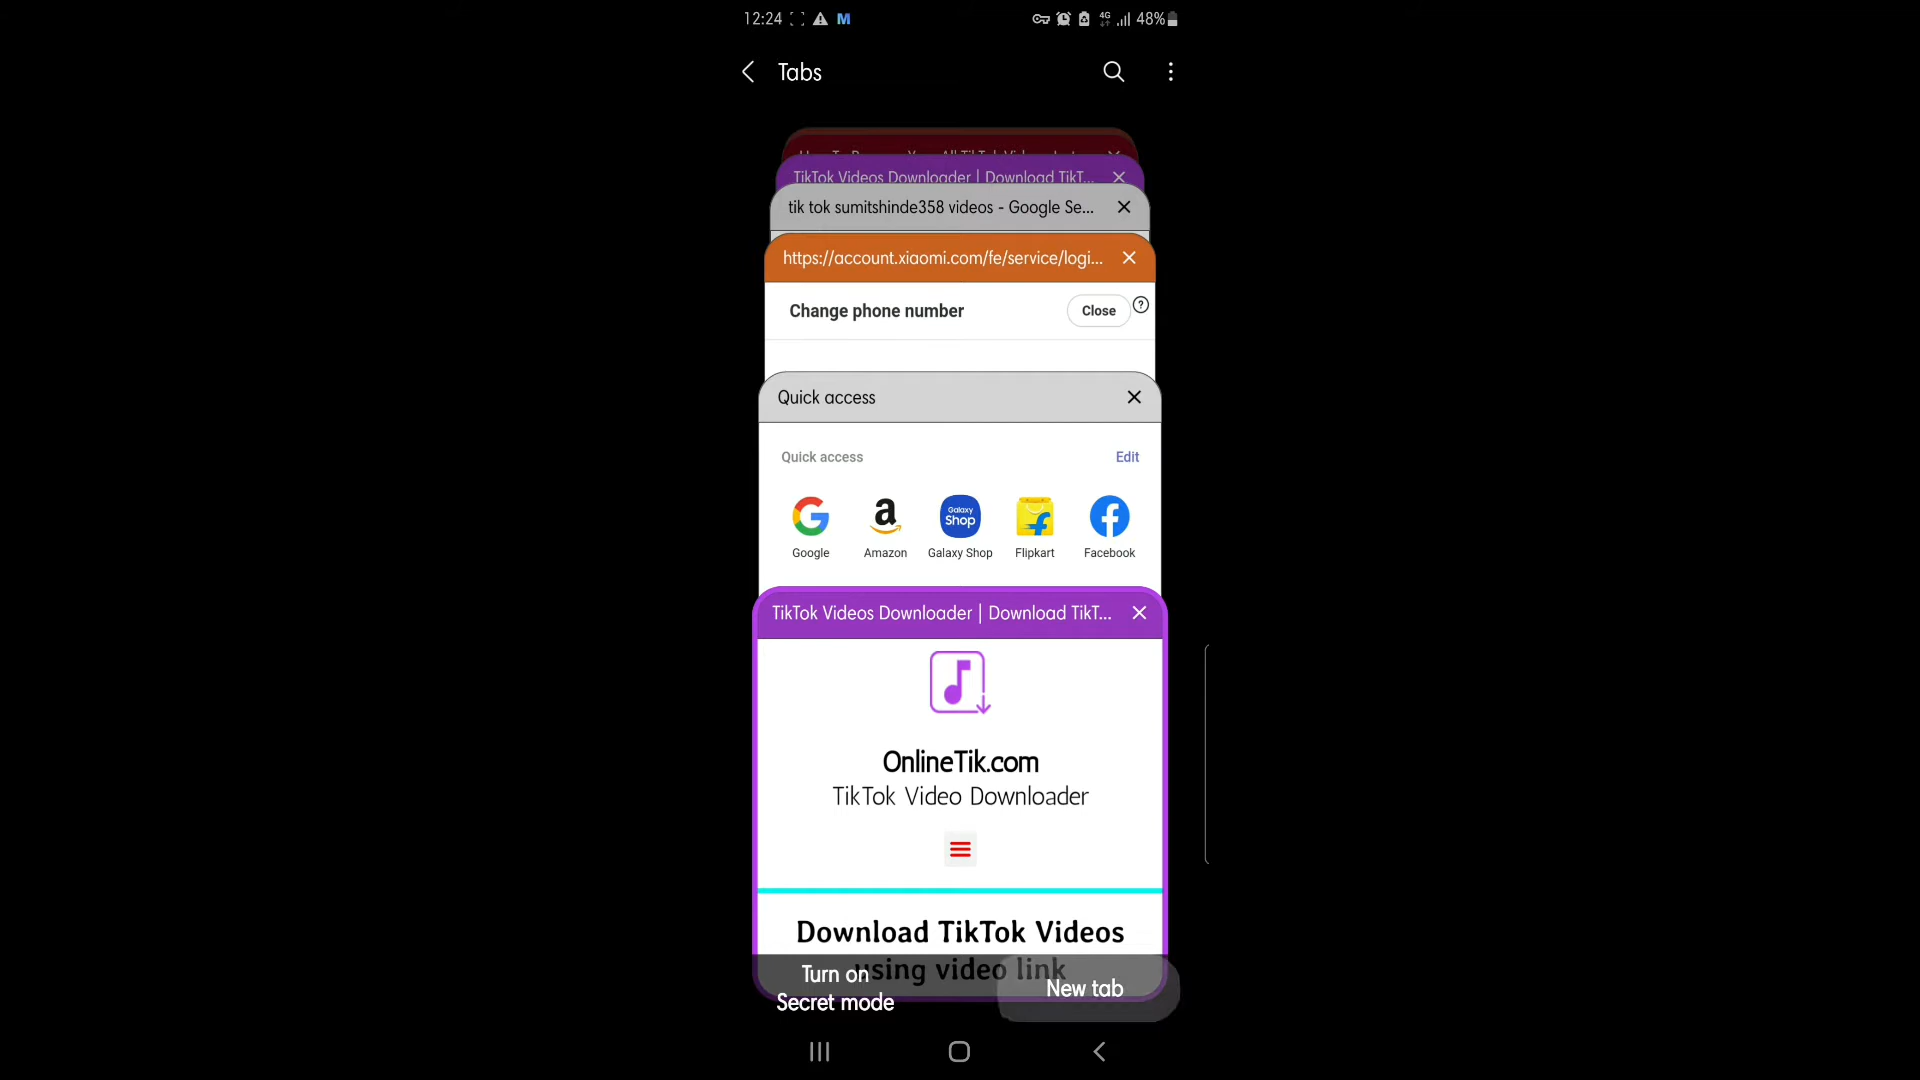 12:24 M 4G 48%
Tabs
TikTok Videos Downloader | Download TikT...
tik tok sumitshinde358 videos - Google Se...
https://account.xiaomi.com/fe/service/logi...
Change phone number Close ?
Quick access
Quick access Edit
Galaxy Shop
Google Amazon Galaxy Shop Flipkart Facebook
TikTok Videos Downloader | Download TikT...
OnlineTik.com
TikTok Video Downloader
Download TikTok Videos
using video link
Turn on
Secret mode
New tab